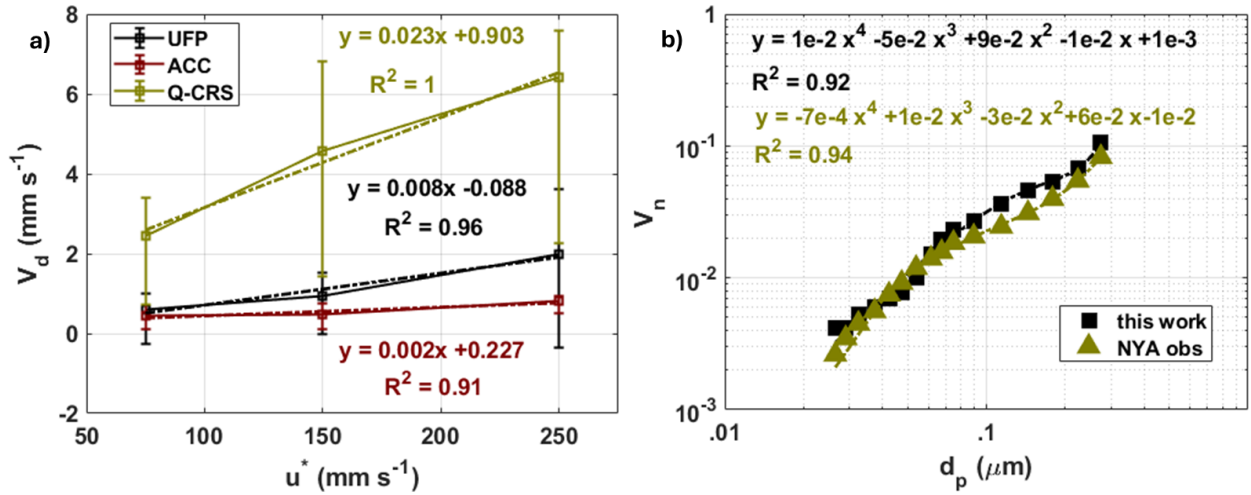 a)
UFP
ACC
Q-CRS
y = 0.023x +0.903
R² = 1
y = 0.008x -0.088
R² = 0.96
y = 0.002x +0.227
R² = 0.91
8
6
4
2
0
-2
V_d (mm s⁻¹)
50
100
150
200
250
u* (mm s⁻¹)
b)
y = 1e-2 x⁴ -5e-2 x³ +9e-2 x² -1e-2 x +1e-3
R² = 0.92
y = -7e-4 x⁴ +1e-2 x³ -3e-2 x²+6e-2 x-1e-2
R² = 0.94
this work
NYA obs
1
10⁻¹
10⁻²
10⁻³
V_n
.01
.1
1
d_p (μm)